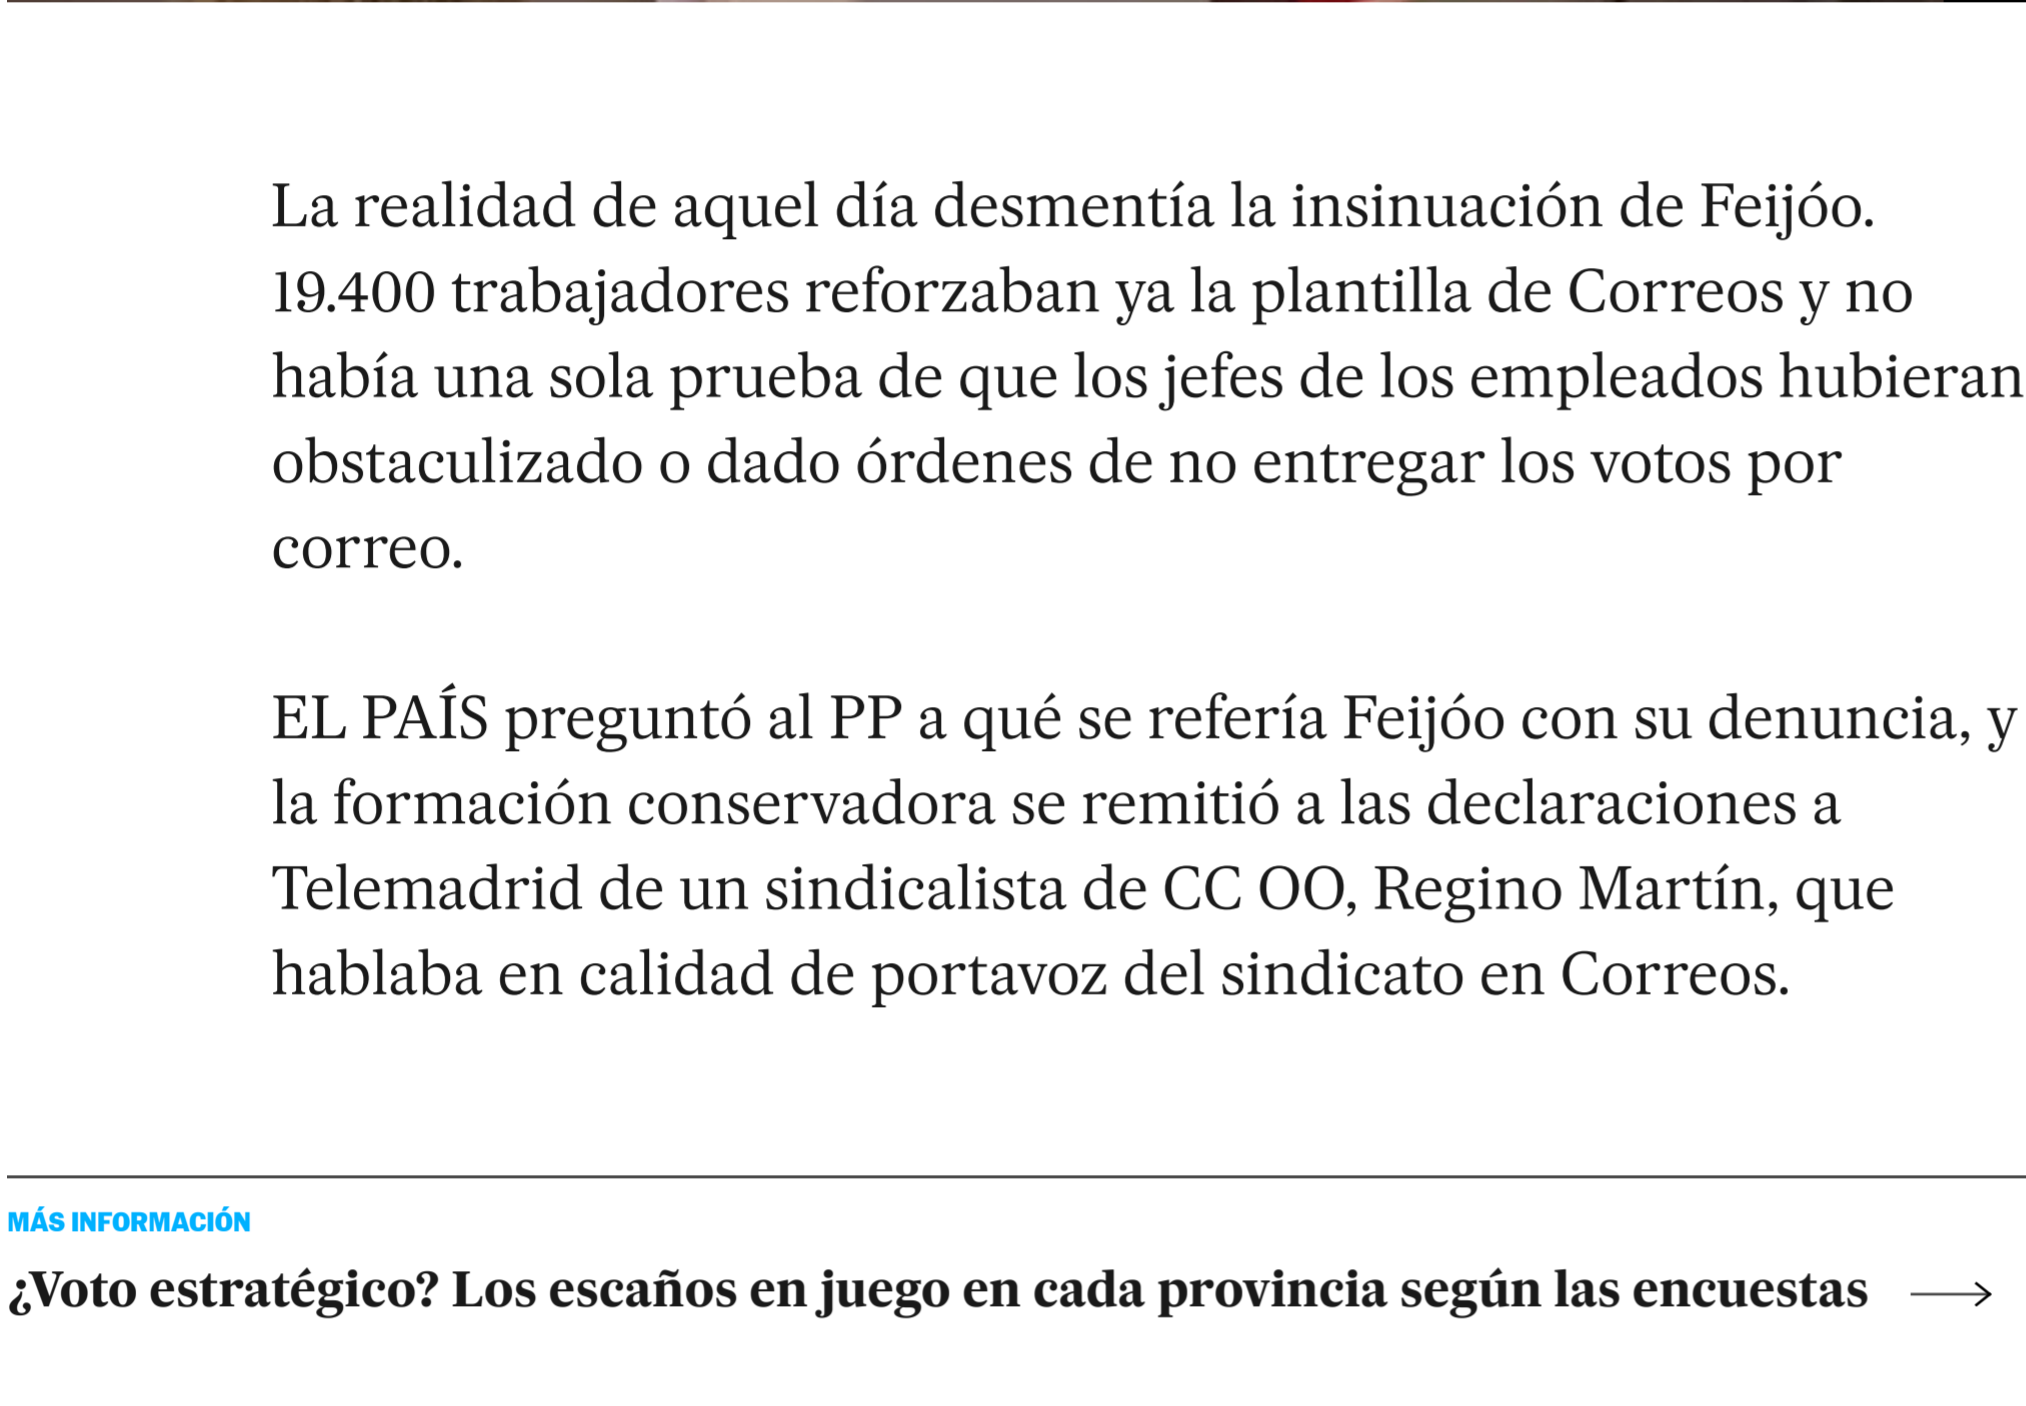 La realidad de aquel día desmentía la insinuación de Feijóo.
19.400 trabajadores reforzaban ya la plantilla de Correos y no
había una sola prueba de que los jefes de los empleados hubieran
obstaculizado o dado órdenes de no entregar los votos por
correo.
EL PAÍS preguntó al PP a qué se refería Feijóo con su denuncia, y
la formación conservadora se remitió a las declaraciones a
Telemadrid de un sindicalista de CC OO, Regino Martín, que
hablaba en calidad de portavoz del sindicato en Correos.
MÁS INFORMACIÓN
¿Voto estratégico? Los escaños en juego en cada provincia según las encuestas